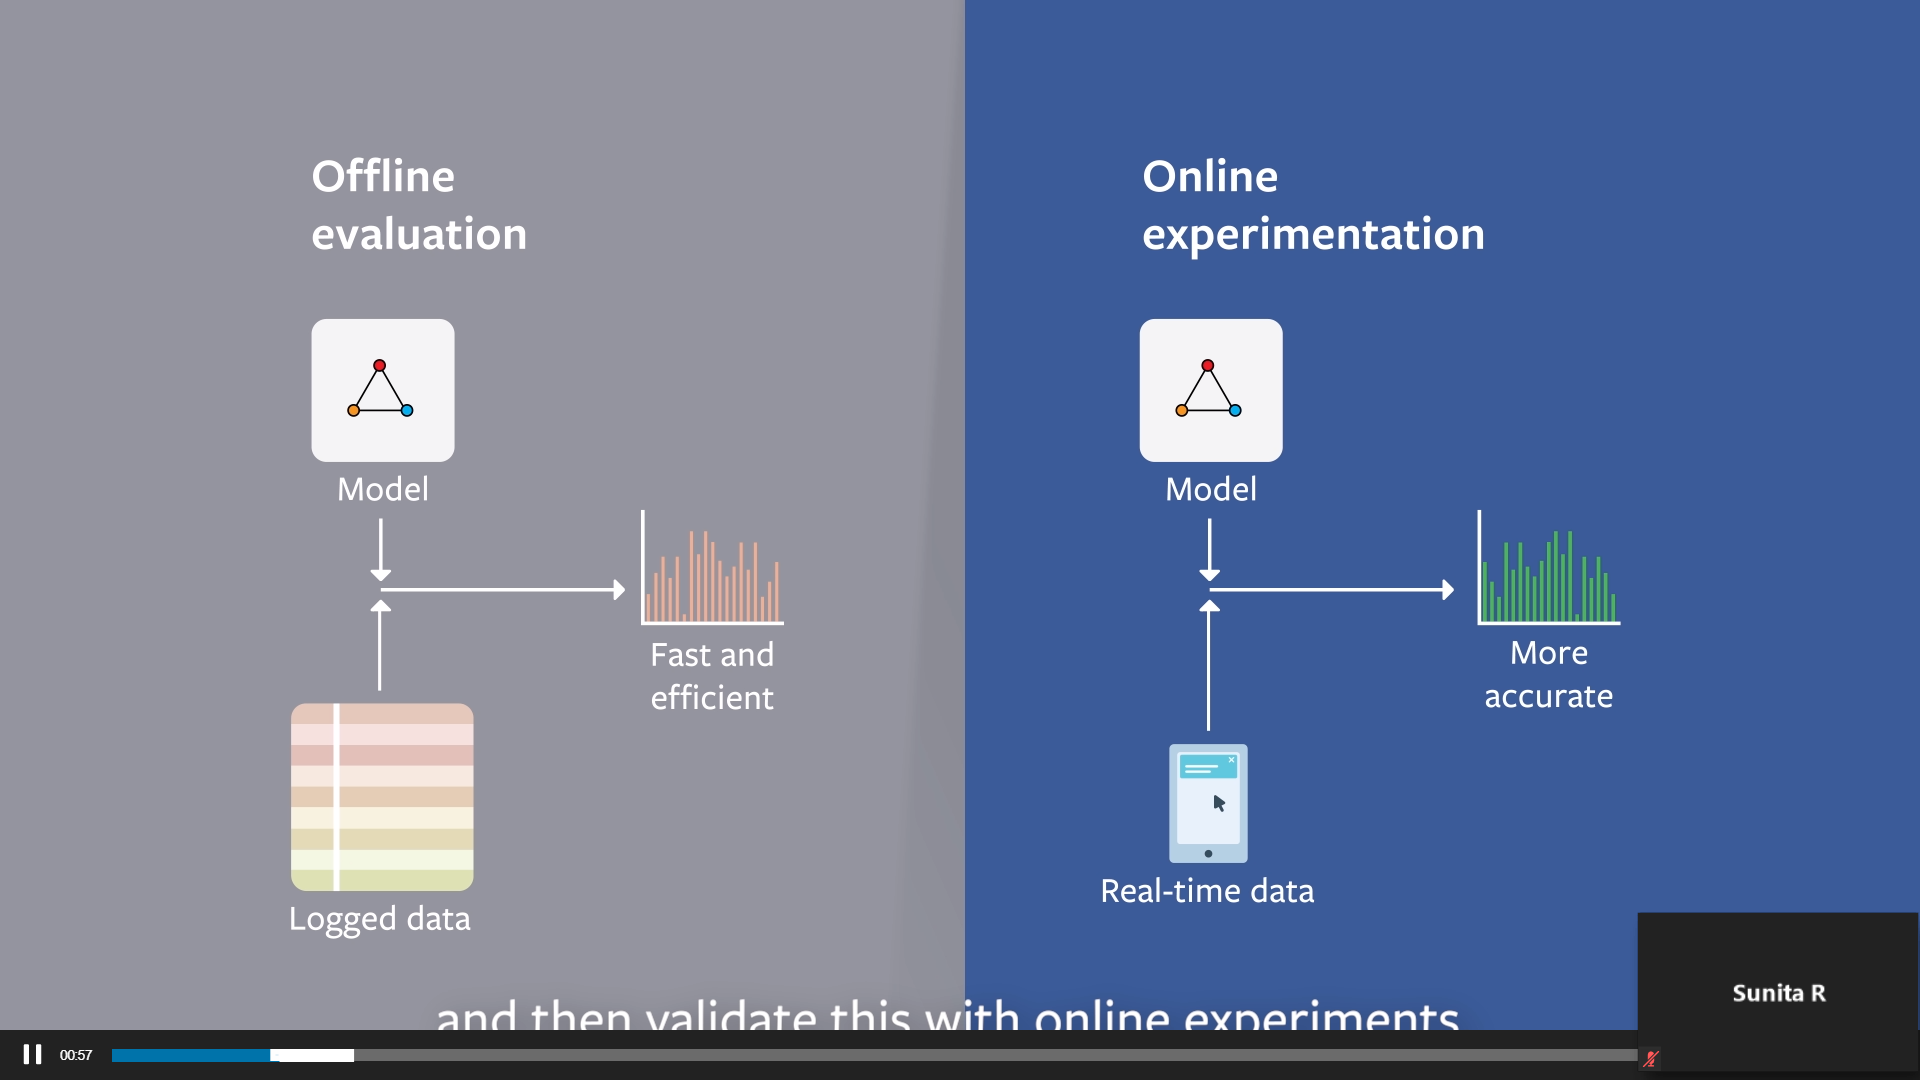 Offline
evaluation
Model
Fast and
efficient
Logged data
Online
experimentation
Model
More
accurate
Real-time data
and then validate this with online experiments
Sunita R
00:57